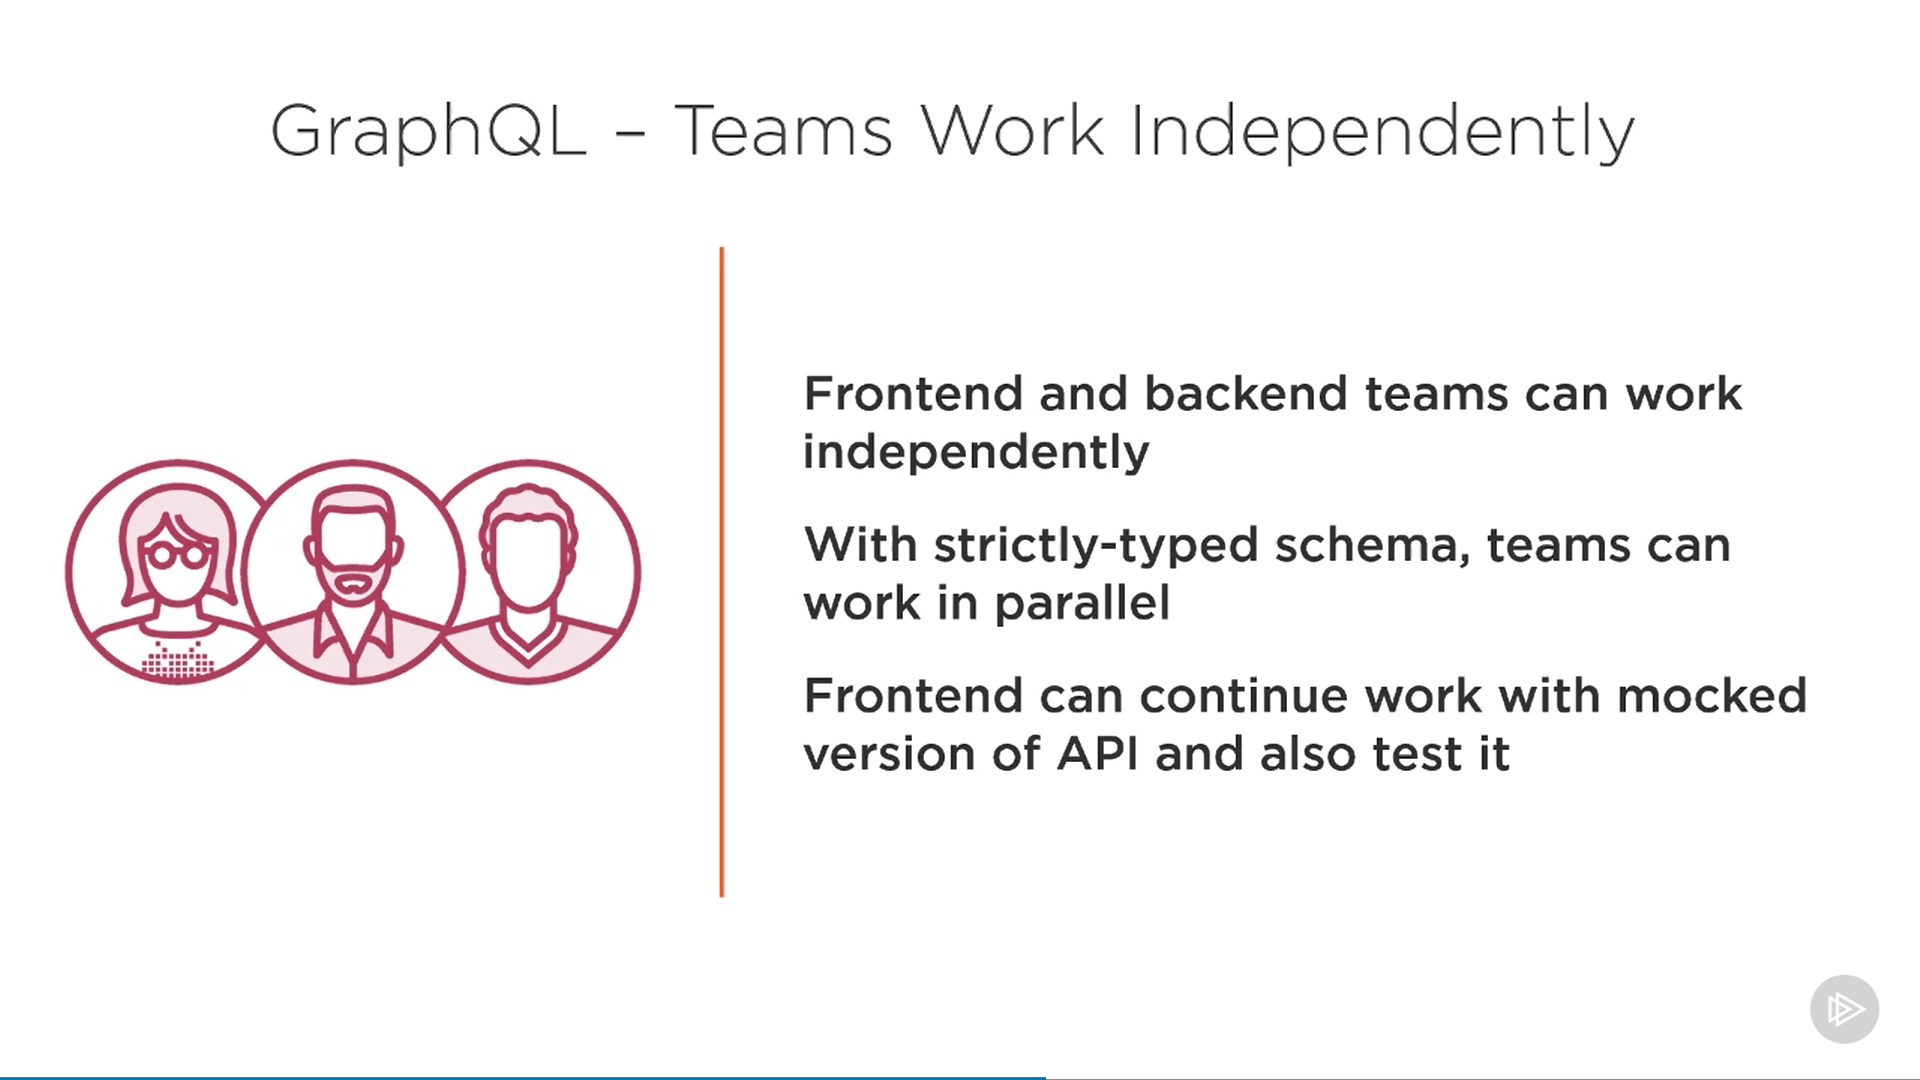 GraphQL – Teams Work Independently
Frontend and backend teams can work
independently
With strictly-typed schema, teams can
work in parallel
Frontend can continue work with mocked
version of API and also test it